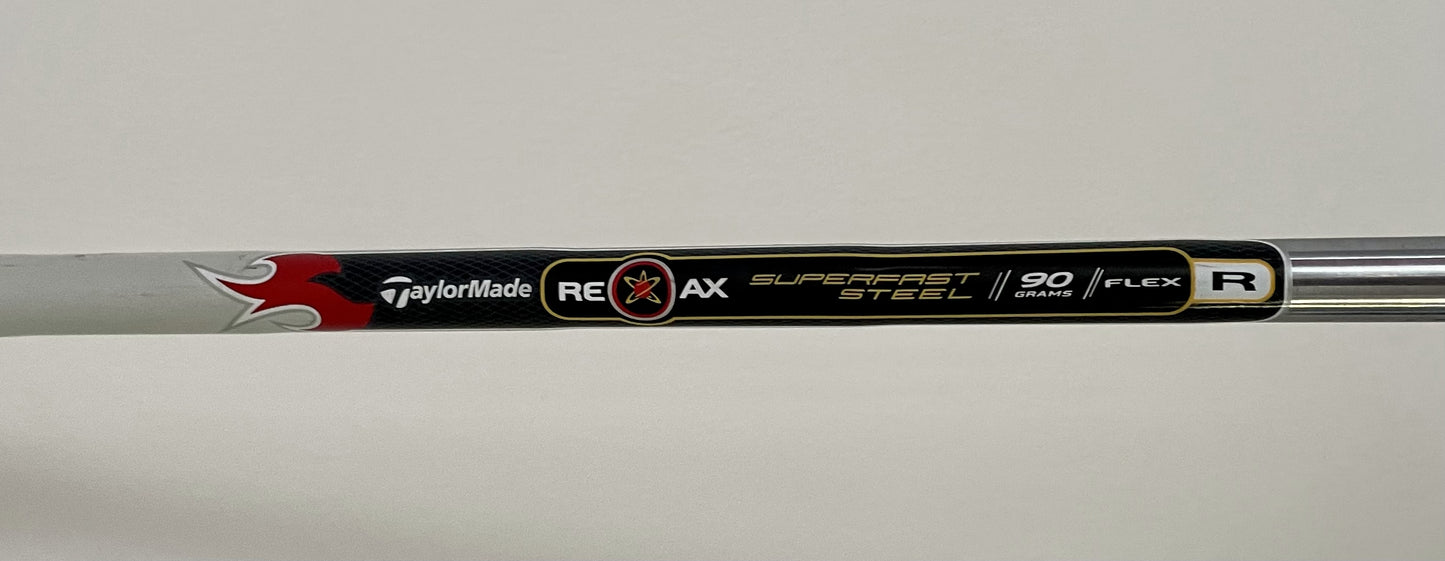 TaylorMade
RE AX
SUPERFAST
STEEL
// 90
GRAMS
// FLEX
R